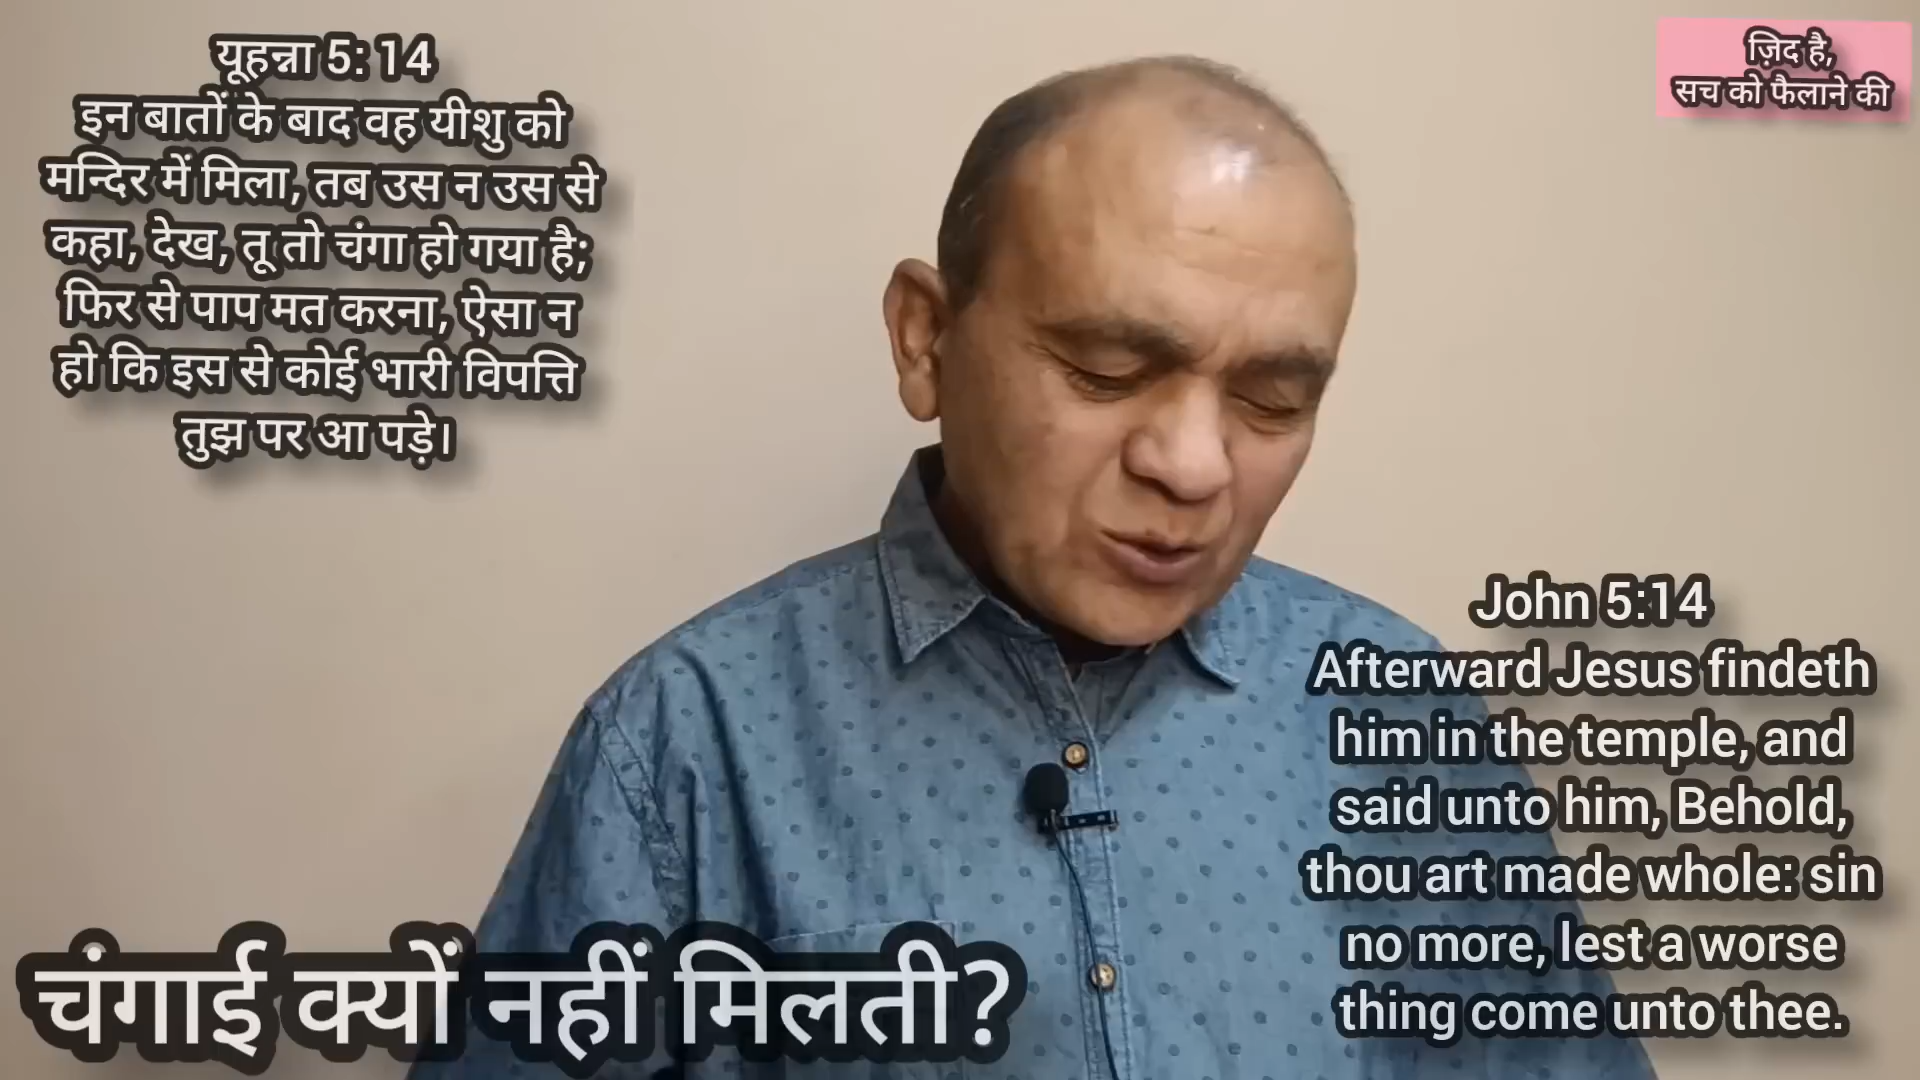 यूहन्ना 5: 14
इन बातों के बाद वह यीशु को
मन्दिर में मिला, तब उस न उस से
कहा, देख, तू तो चंगा हो गया है;
फिर से पाप मत करना, ऐसा न
हो कि इस से कोई भारी विपत्ति
तुझ पर आ पड़े।
ज़िद है,
सच को फैलाने की
John 5:14
Afterward Jesus findeth
him in the temple, and
said unto him, Behold,
thou art made whole: sin
no more, lest a worse
thing come unto thee.
चंगाई क्यों नहीं मिलती?